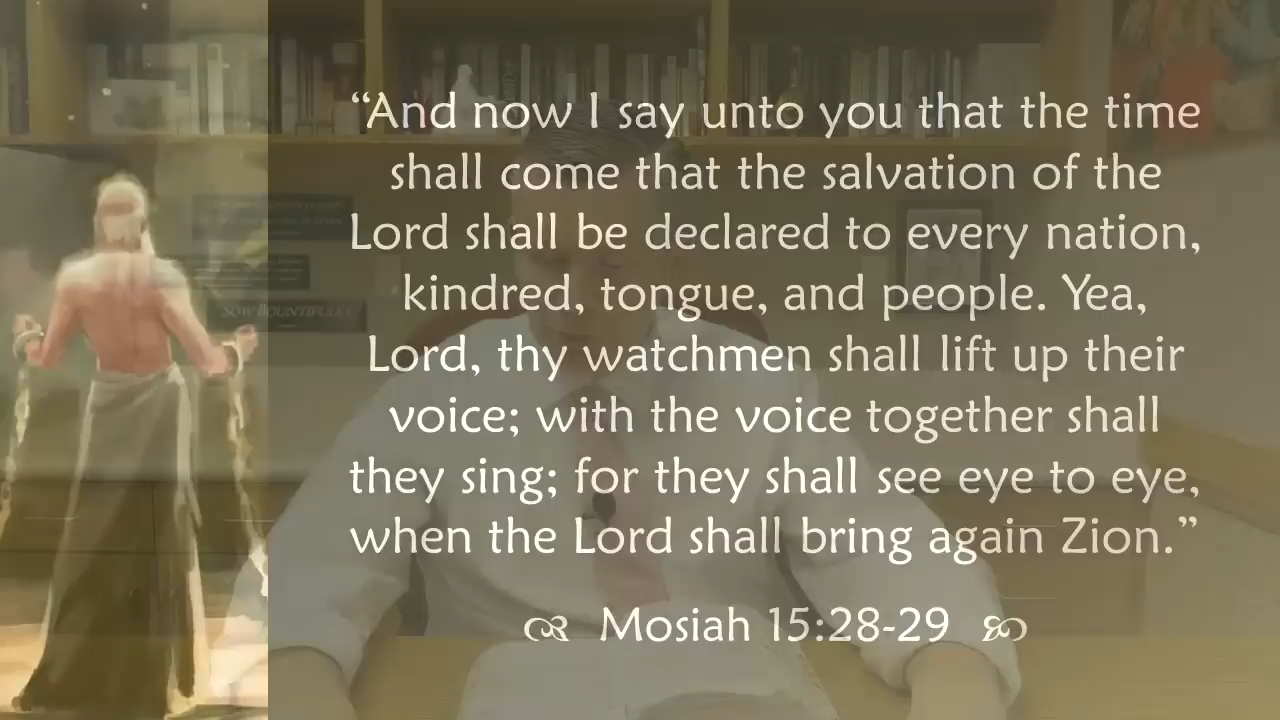 “And now I say unto you that the time
shall come that the salvation of the
Lord shall be declared to every nation,
kindred, tongue, and people. Yea,
Lord, thy watchmen shall lift up their
voice; with the voice together shall
they sing; for they shall see eye to eye,
when the Lord shall bring again Zion.”
Mosiah 15:28-29
SOW BOUNTIFULLY